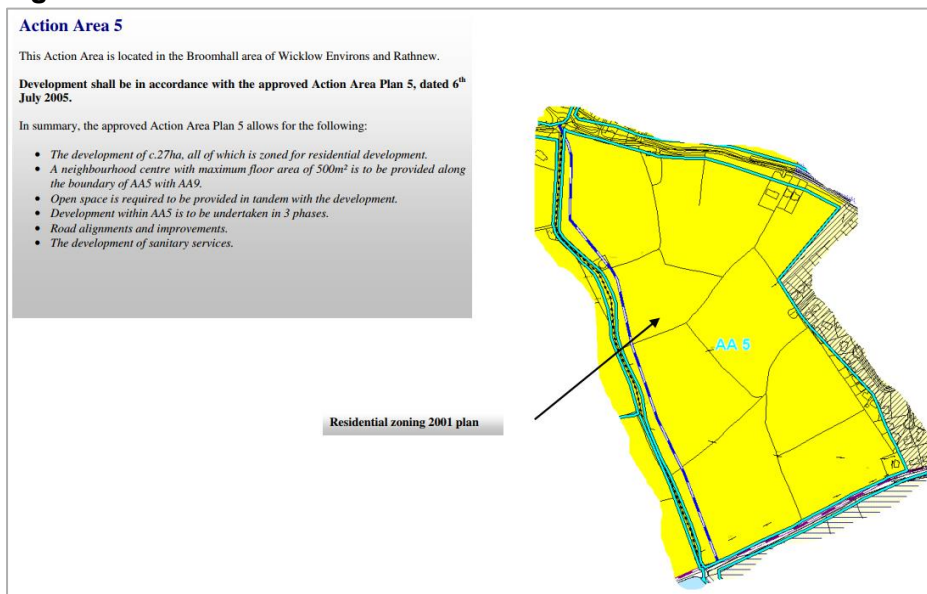 Action Area 5
This Action Area is located in the Broomhall area of Wicklow Environs and Rathnew.
Development shall be in accordance with the approved Action Area Plan 5, dated 6th
July 2005.
In summary, the approved Action Area Plan 5 allows for the following:
• The development of c.27ha, all of which is zoned for residential development.
• A neighbourhood centre with maximum floor area of 500m² is to be provided along
the boundary of AA5 with AA9.
• Open space is required to be provided in tandem with the development.
• Development within AA5 is to be undertaken in 3 phases.
• Road alignments and improvements.
• The development of sanitary services.
AA 5
Residential zoning 2001 plan